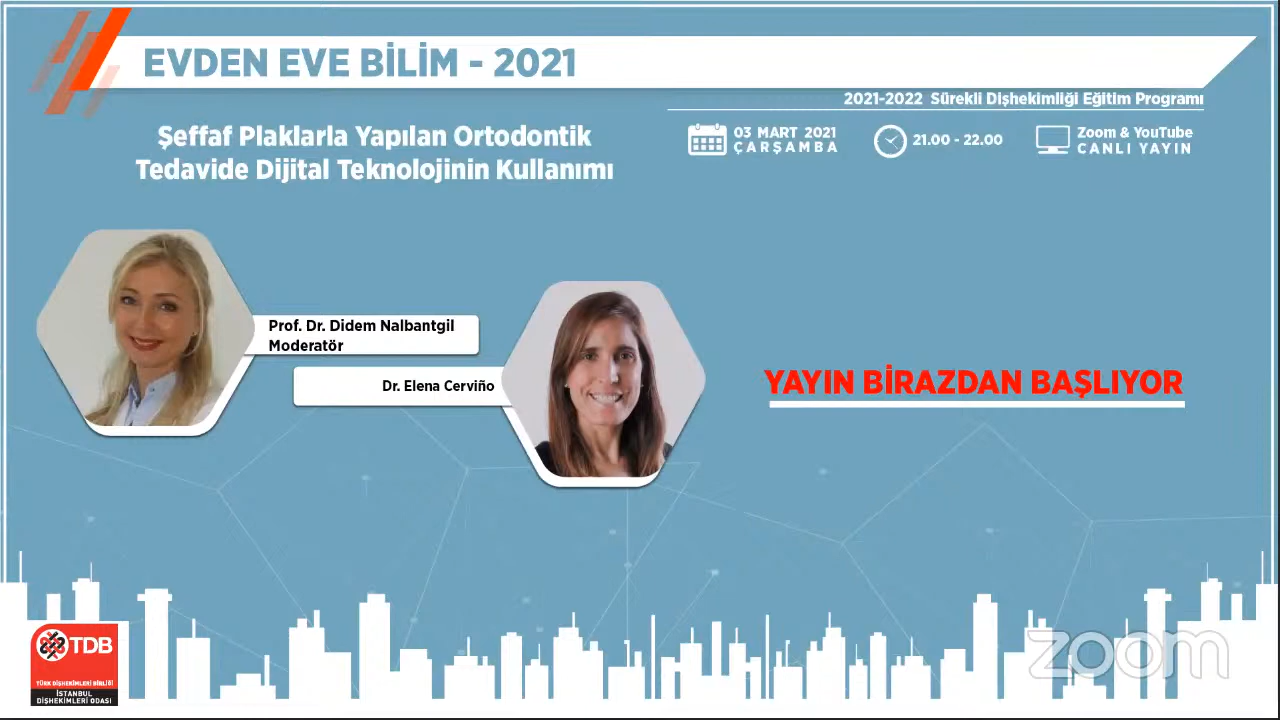 EVDEN EVE BİLİM - 2021
2021-2022 Sürekli Dişhekimliği Eğitim Programı
Şeffaf Plaklarla Yapılan Ortodontik
Tedavide Dijital Teknolojinin Kullanımı
03 MART 2021
ÇARŞAMBA
21.00 - 22.00
Zoom & YouTube
CANLI YAYIN
Prof. Dr. Didem Nalbantgil
Moderatör
Dr. Elena Cerviño
YAYIN BİRAZDAN BAŞLIYOR
TDB
TÜRK DİŞHEKİMLERİ BİRLİĞİ
İSTANBUL
DİŞHEKİMLERİ ODASI
zoom